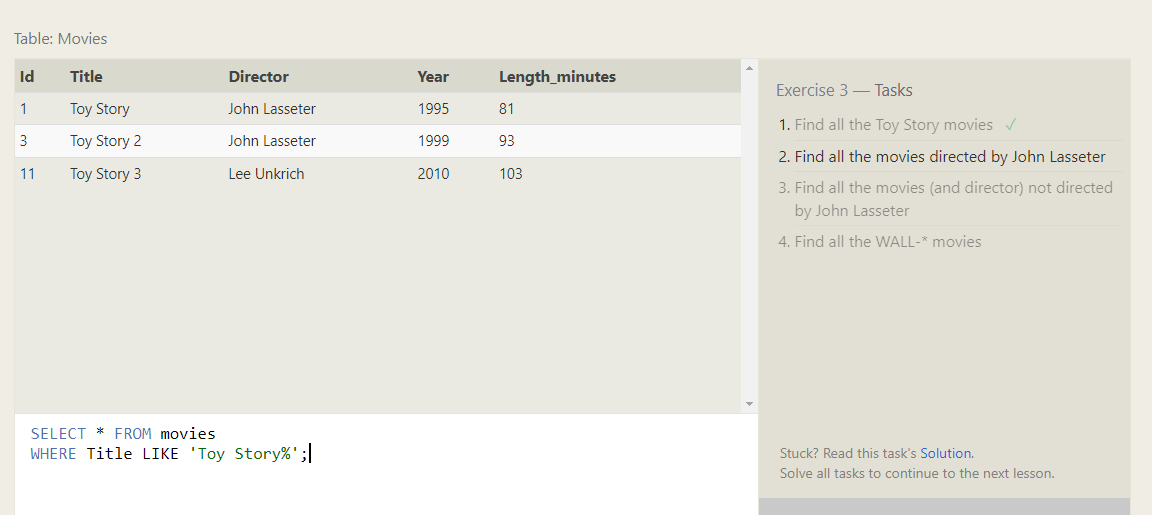 Table: Movies
Id Title Director Year Length_minutes
1 Toy Story John Lasseter 1995 81
3 Toy Story 2 John Lasseter 1999 93
11 Toy Story 3 Lee Unkrich 2010 103
SELECT * FROM movies
WHERE Title LIKE 'Toy Story%';
Exercise 3 — Tasks
1. Find all the Toy Story movies ✓
2. Find all the movies directed by John Lasseter
3. Find all the movies (and director) not directed
by John Lasseter
4. Find all the WALL-* movies
Stuck? Read this task's Solution.
Solve all tasks to continue to the next lesson.